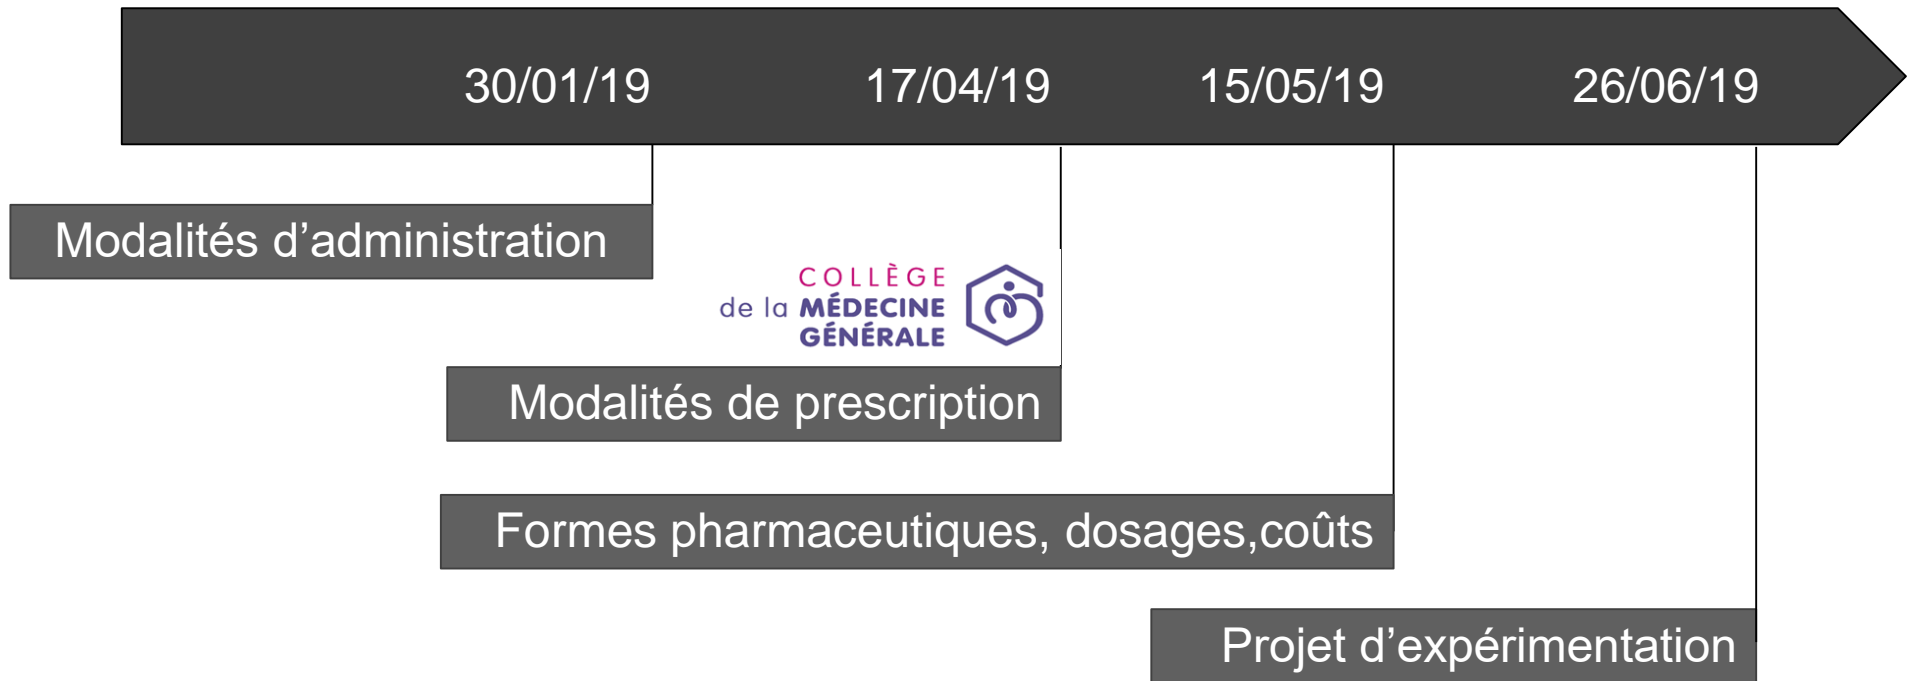 30/01/19 17/04/19 15/05/19 26/06/19
Modalités d’administration
COLLÈGE
de la MÉDECINE
GÉNÉRALE
Modalités de prescription
Formes pharmaceutiques, dosages,coûts
Projet d’expérimentation